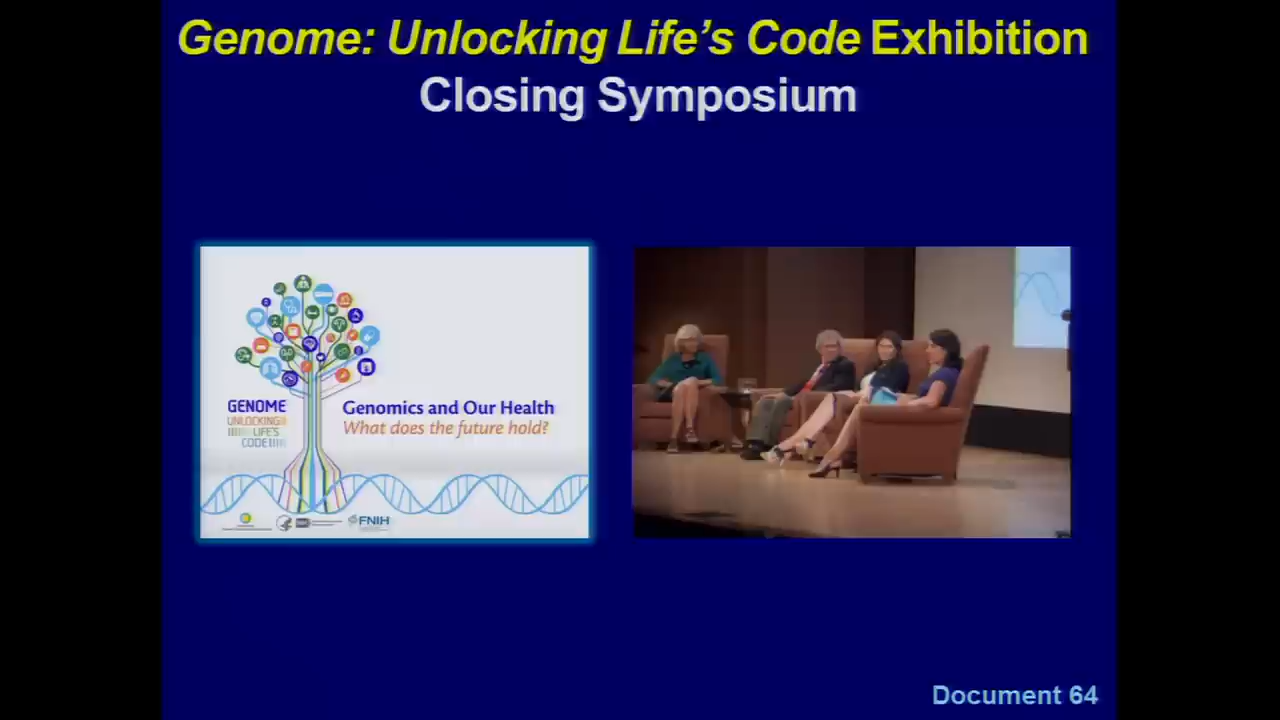 Genome: Unlocking Life's Code Exhibition
Closing Symposium
GENOME
UNLOCKING
LIFE'S
CODE
Genomics and Our Health
What does the future hold?
FNIH
Document 64